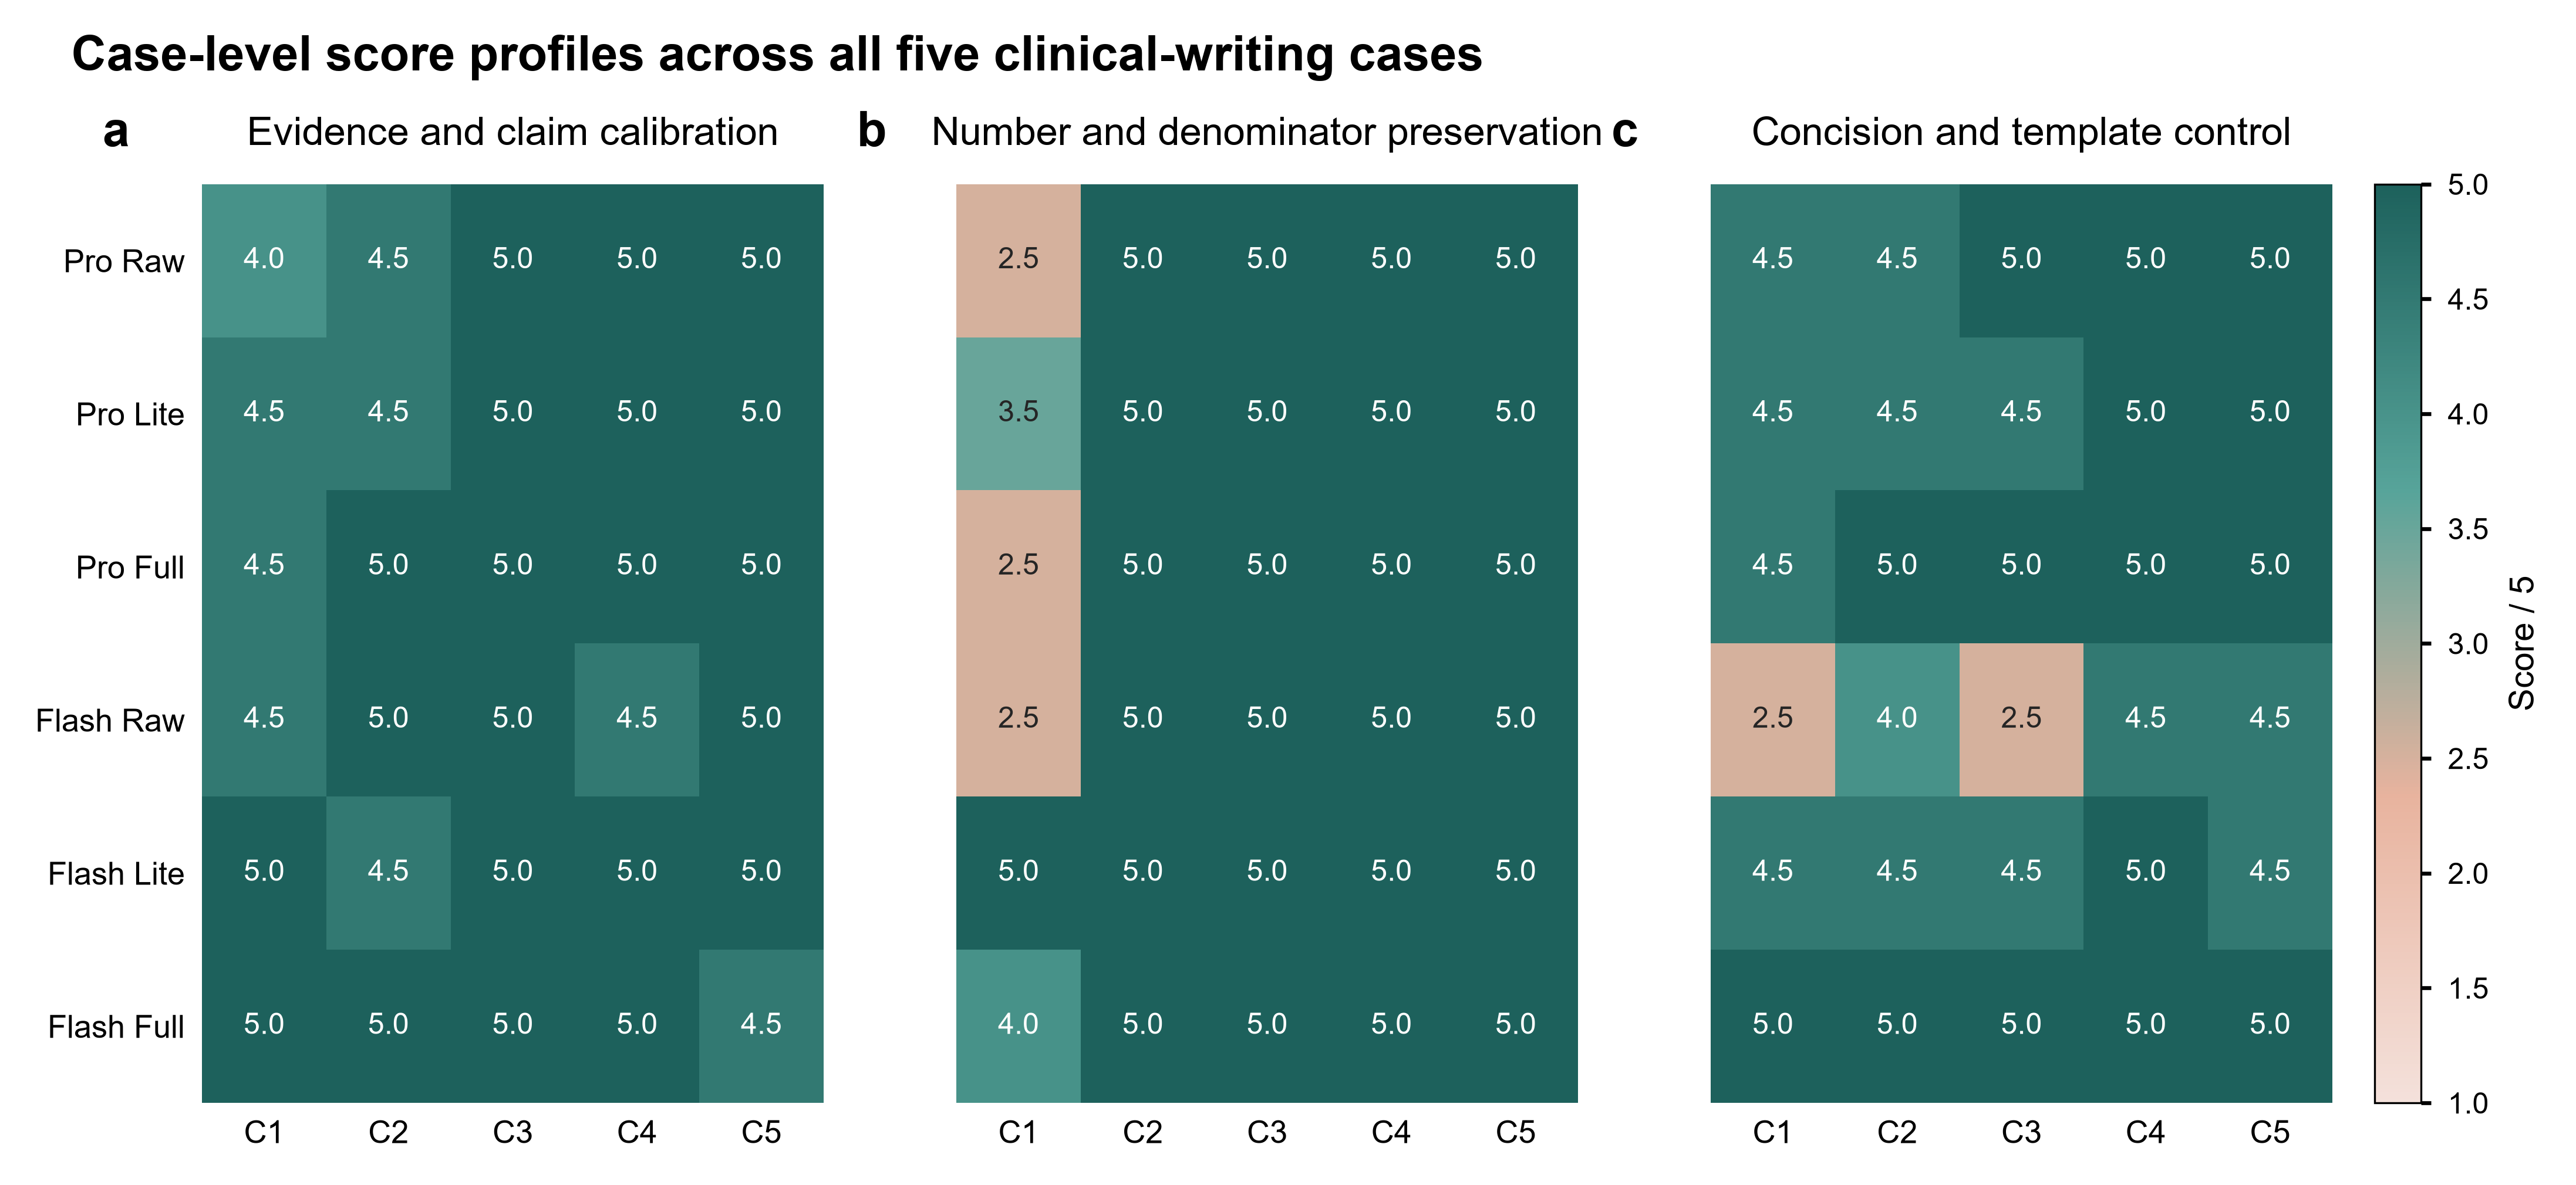 Case-level score profiles across all five clinical-writing cases
a Evidence and claim calibration b Number and denominator preservation c Concision and template control
Pro Raw 4.0 4.5 5.0 5.0 5.0 2.5 5.0 5.0 5.0 5.0 4.5 4.5 5.0 5.0 5.0
Pro Lite 4.5 4.5 5.0 5.0 5.0 3.5 5.0 5.0 5.0 5.0 4.5 4.5 4.5 5.0 5.0
Pro Full 4.5 5.0 5.0 5.0 5.0 2.5 5.0 5.0 5.0 5.0 4.5 5.0 5.0 5.0 5.0
Flash Raw 4.5 5.0 5.0 4.5 5.0 2.5 5.0 5.0 5.0 5.0 2.5 4.0 2.5 4.5 4.5
Flash Lite 5.0 4.5 5.0 5.0 5.0 5.0 5.0 5.0 5.0 5.0 4.5 4.5 4.5 5.0 4.5
Flash Full 5.0 5.0 5.0 5.0 4.5 4.0 5.0 5.0 5.0 5.0 5.0 5.0 5.0 5.0 5.0
C1 C2 C3 C4 C5 C1 C2 C3 C4 C5 C1 C2 C3 C4 C5
5.0
4.5
4.0
3.5
3.0
2.5
2.0
1.5
1.0
Score / 5